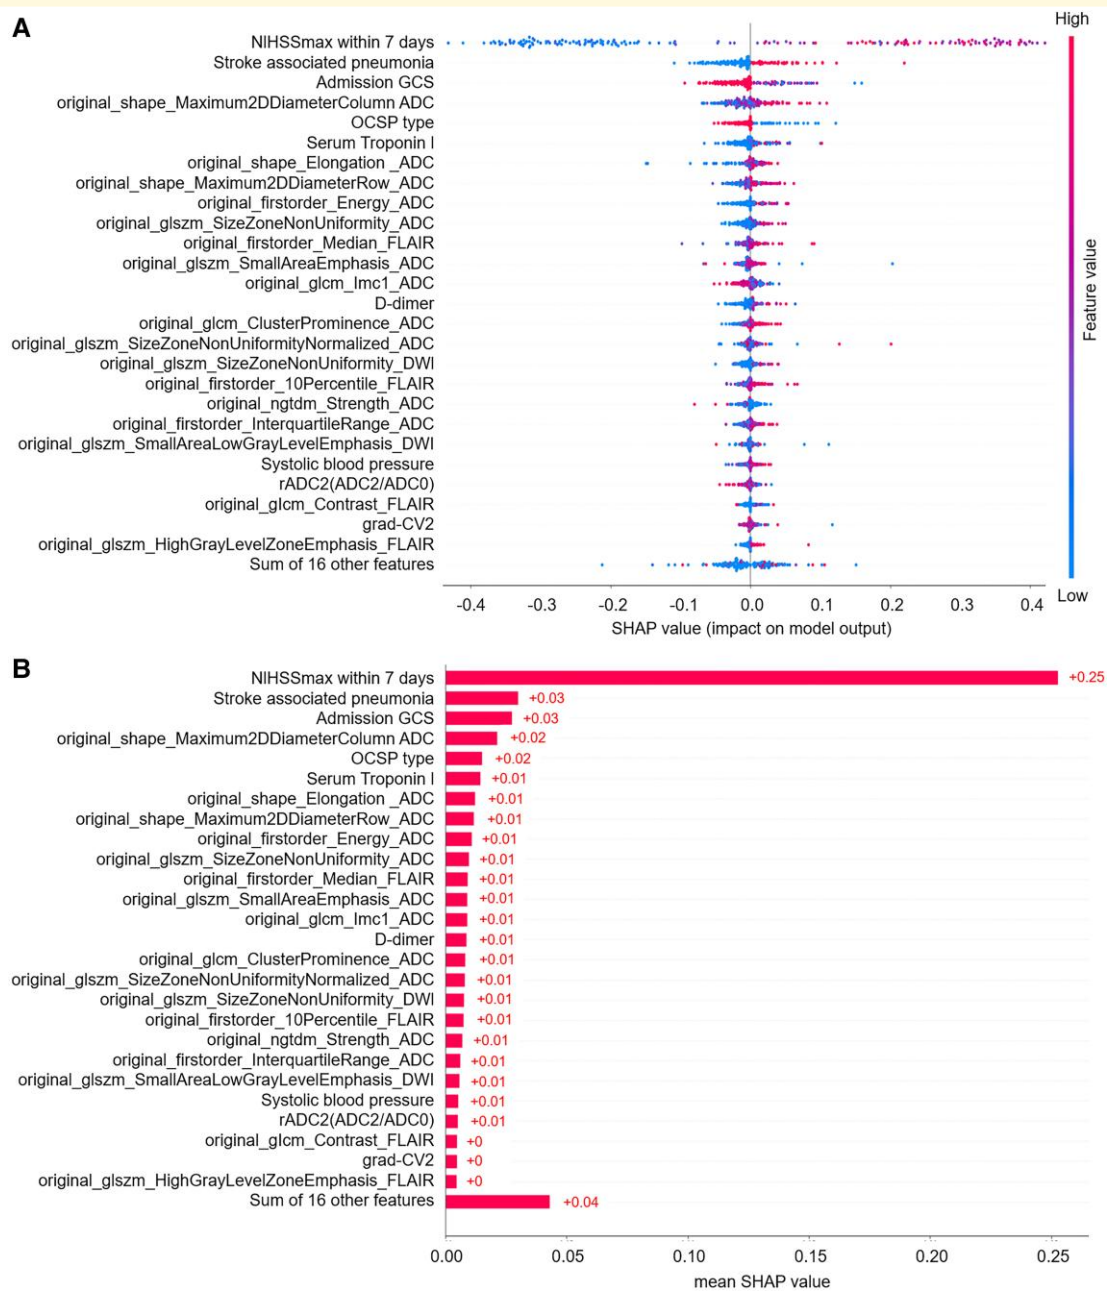 A
High
NIHSSmax within 7 days
Stroke associated pneumonia
Admission GCS
original_shape_Maximum2DDiameterColumn ADC
OCSP type
Serum Troponin I
original_shape_Elongation _ADC
original_shape_Maximum2DDiameterRow_ADC
original_firstorder_Energy_ADC
original_glszm_SizeZoneNonUniformity_ADC
original_firstorder_Median_FLAIR
original_glszm_SmallAreaEmphasis_ADC
original_glcm_Imc1_ADC
D-dimer
original_glcm_ClusterProminence_ADC
original_glszm_SizeZoneNonUniformityNormalized_ADC
original_glszm_SizeZoneNonUniformity_DWI
original_firstorder_10Percentile_FLAIR
original_ngtdm_Strength_ADC
original_firstorder_InterquartileRange_ADC
original_glszm_SmallAreaLowGrayLevelEmphasis_DWI
Systolic blood pressure
rADC2(ADC2/ADC0)
original_glcm_Contrast_FLAIR
grad-CV2
original_glszm_HighGrayLevelZoneEmphasis_FLAIR
Sum of 16 other features
Feature value
Low
-0.4 -0.3 -0.2 -0.1 0.0 0.1 0.2 0.3 0.4
SHAP value (impact on model output)
B
NIHSSmax within 7 days +0.25
Stroke associated pneumonia +0.03
Admission GCS +0.03
original_shape_Maximum2DDiameterColumn ADC +0.02
OCSP type +0.02
Serum Troponin I +0.01
original_shape_Elongation _ADC +0.01
original_shape_Maximum2DDiameterRow_ADC +0.01
original_firstorder_Energy_ADC +0.01
original_glszm_SizeZoneNonUniformity_ADC +0.01
original_firstorder_Median_FLAIR +0.01
original_glszm_SmallAreaEmphasis_ADC +0.01
original_glcm_Imc1_ADC +0.01
D-dimer +0.01
original_glcm_ClusterProminence_ADC +0.01
original_glszm_SizeZoneNonUniformityNormalized_ADC +0.01
original_glszm_SizeZoneNonUniformity_DWI +0.01
original_firstorder_10Percentile_FLAIR +0.01
original_ngtdm_Strength_ADC +0.01
original_firstorder_InterquartileRange_ADC +0.01
original_glszm_SmallAreaLowGrayLevelEmphasis_DWI +0.01
Systolic blood pressure +0.01
rADC2(ADC2/ADC0) +0.01
original_glcm_Contrast_FLAIR +0
grad-CV2 +0
original_glszm_HighGrayLevelZoneEmphasis_FLAIR +0
Sum of 16 other features +0.04
0.00 0.05 0.10 0.15 0.20 0.25
mean SHAP value